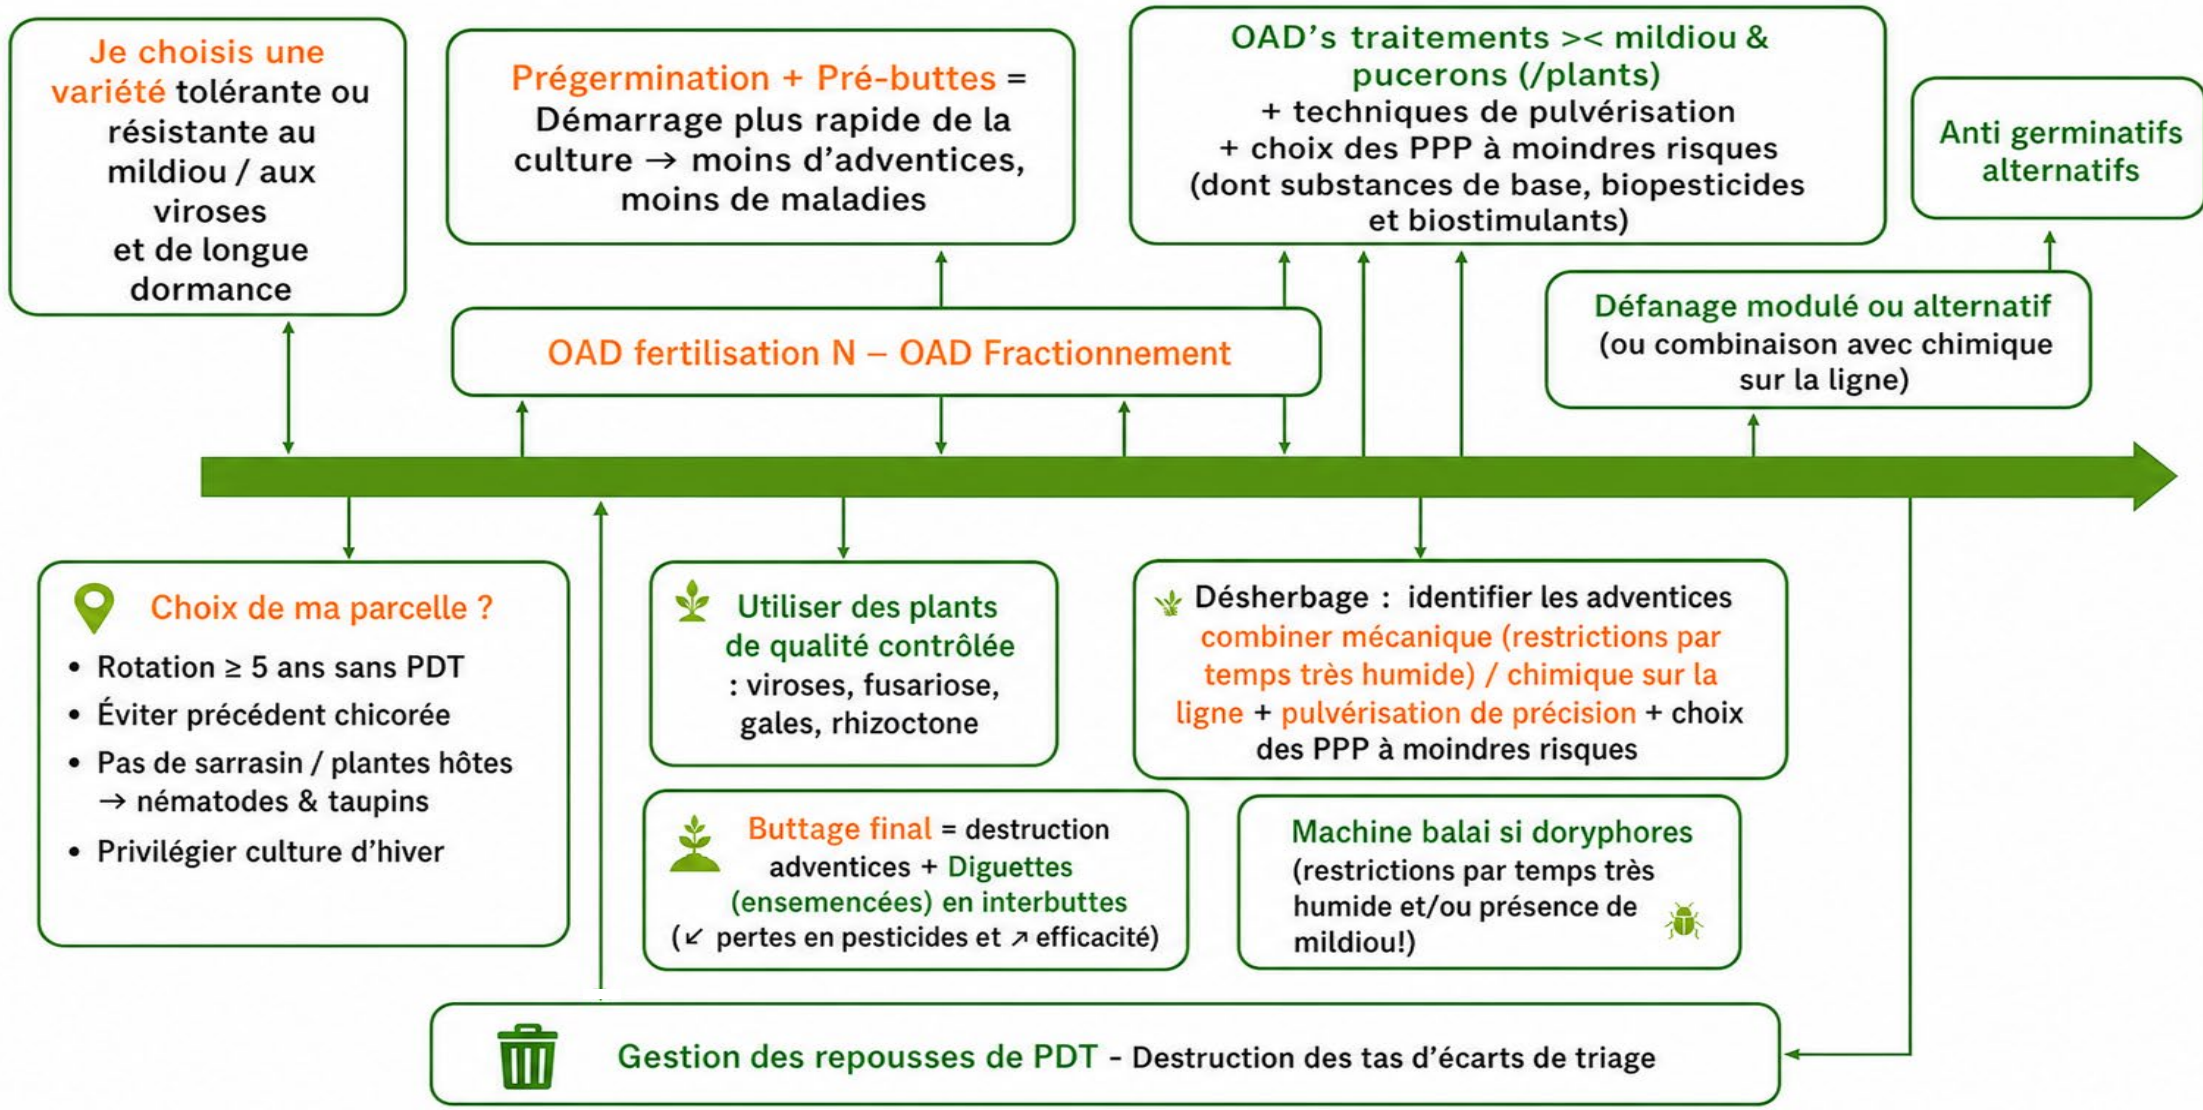 Je choisis une
variété tolérante ou
résistante au
mildiou / aux
viroses
et de longue
dormance
Prégermination + Pré-buttes =
Démarrage plus rapide de la
culture → moins d’adventices,
moins de maladies
OAD’s traitements >< mildiou &
pucerons (/plants)
+ techniques de pulvérisation
+ choix des PPP à moindres risques
(dont substances de base, biopesticides
et biostimulants)
Anti germinatifs
alternatifs
OAD fertilisation N – OAD Fractionnement
Défanage modulé ou alternatif
(ou combinaison avec chimique
sur la ligne)
Choix de ma parcelle ?
• Rotation ≥ 5 ans sans PDT
• Éviter précédent chicorée
• Pas de sarrasin / plantes hôtes
→ nématodes & taupins
• Privilégier culture d’hiver
Utiliser des plants
de qualité contrôlée
: viroses, fusariose,
gales, rhizoctone
Désherbage : identifier les adventices
combiner mécanique (restrictions par
temps très humide) / chimique sur la
ligne + pulvérisation de précision + choix
des PPP à moindres risques
Buttage final = destruction
adventices + Diguettes
(ensemencées) en interbuttes
(↙ pertes en pesticides et ↗ efficacité)
Machine balai si doryphores
(restrictions par temps très
humide et/ou présence de
mildiou!)
Gestion des repousses de PDT - Destruction des tas d’écarts de triage